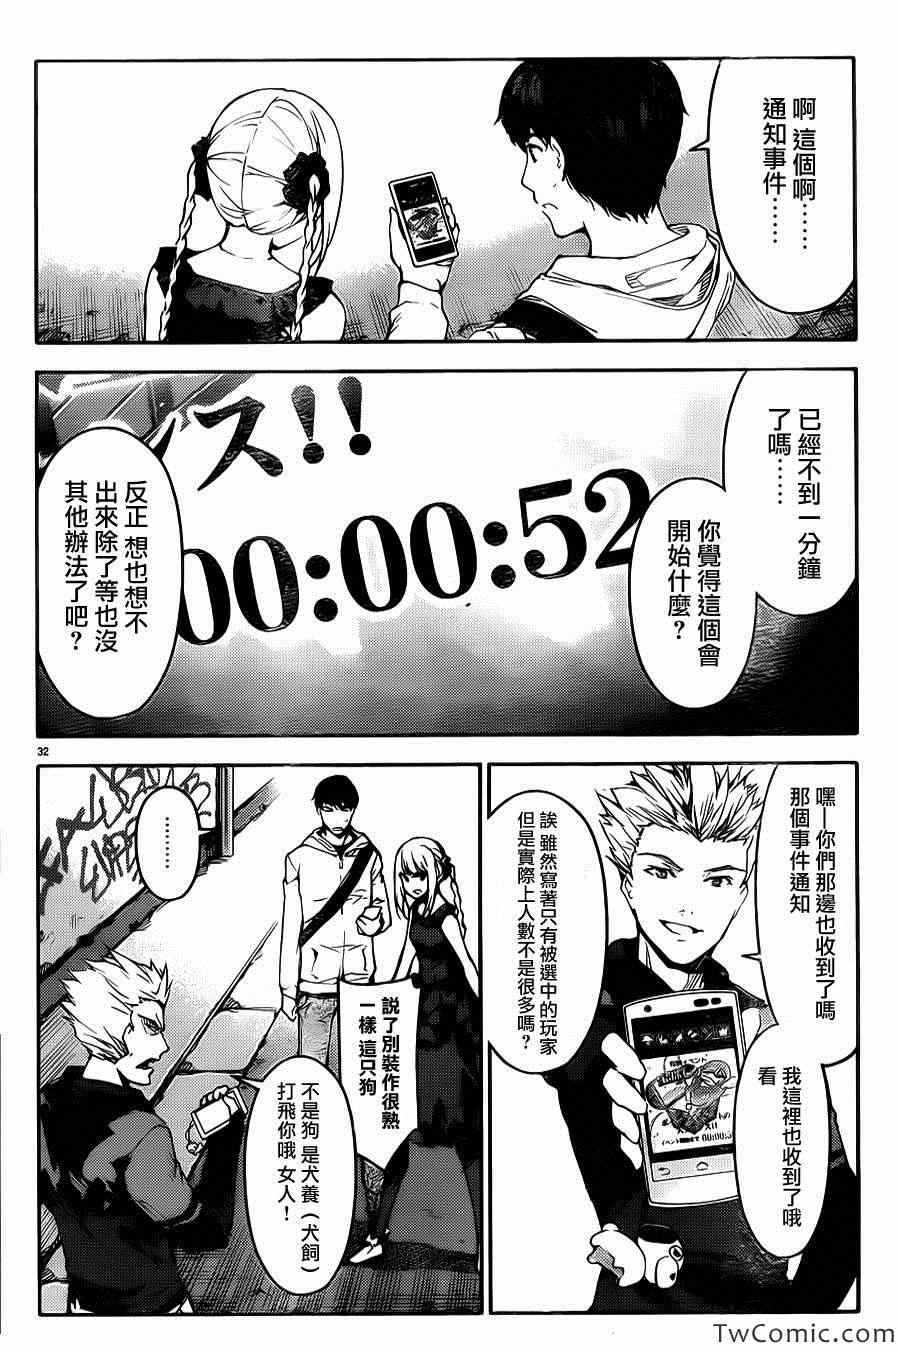 啊 這個啊……
通知事件……
已經不到一分鐘
了嗎……
你覺得這個會
開始什麼？
ンス!!
00:00:52
反正 想也想不
出來除了等也沒
其他辦法了吧？
32
嘿—你們那邊也收到了嗎
那個事件通知
我這裡也收到了哦
看
誒 雖然寫著只有被選中的玩家
但是實際上人數不是很多嗎？
………
說了別裝作很熟
一樣 這只狗
不是狗 是犬養（犬飼）
打飛你哦 女人！
TwComic.com